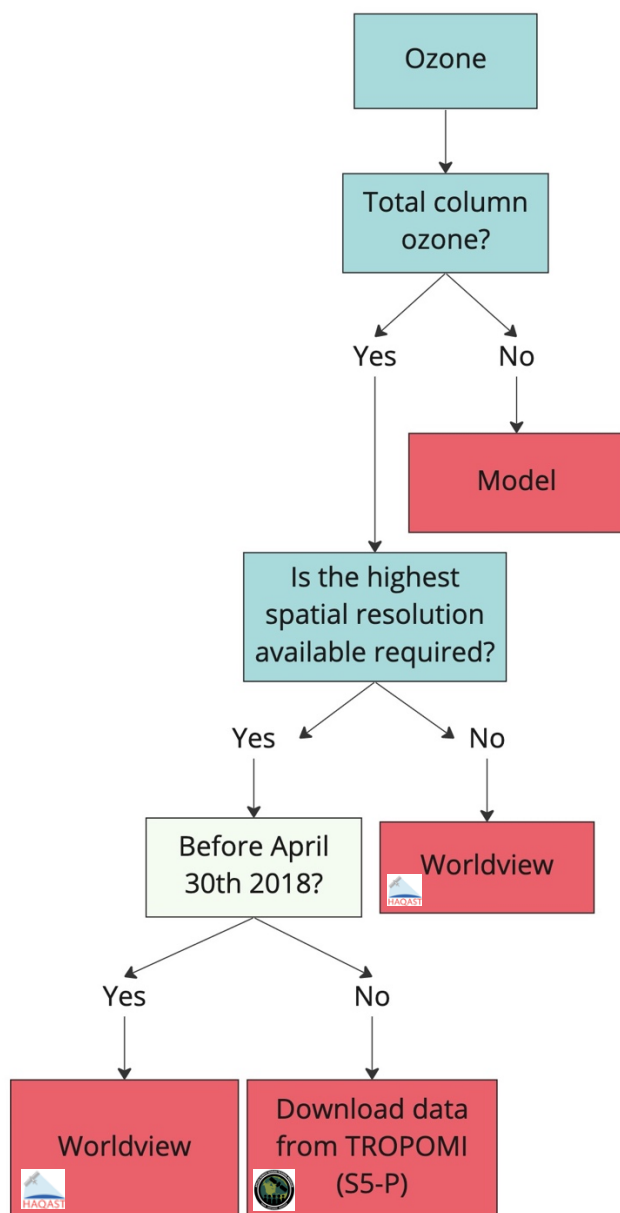 Ozone
Total column
ozone?
Yes
No
Model
Is the highest
spatial resolution
available required?
Yes
No
Before April
30th 2018?
Worldview
HAQAST
Yes
No
Worldview
HAQAST
Download data
from TROPOMI
(S5-P)